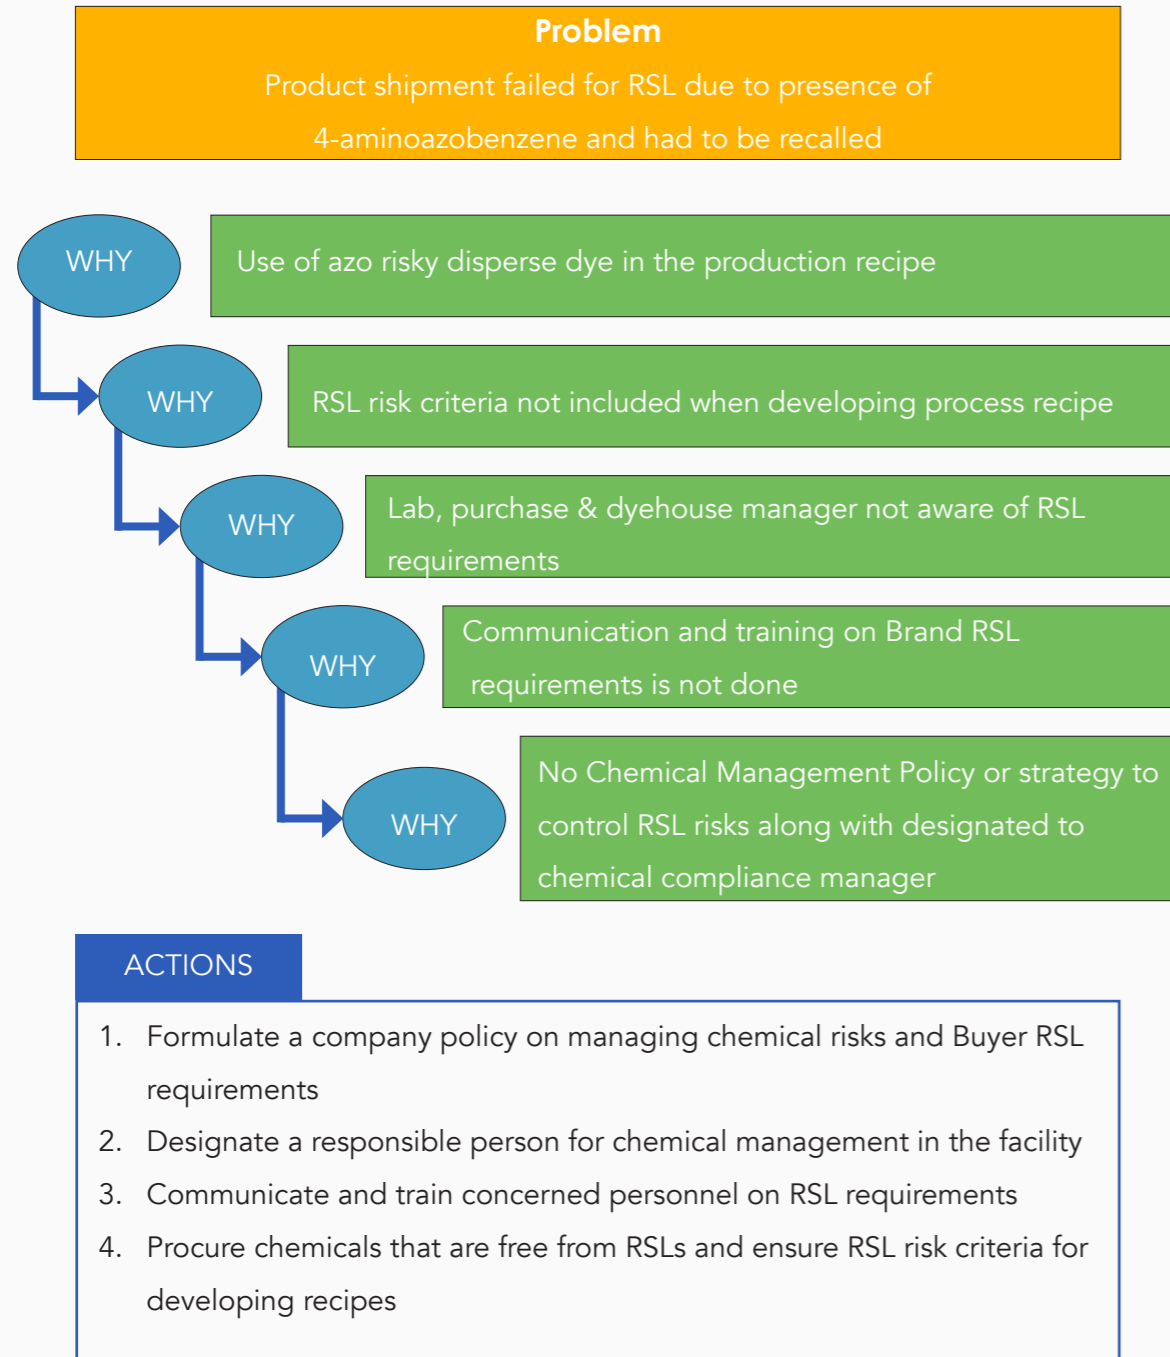 Problem
Product shipment failed for RSL due to presence of
4-aminoazobenzene and had to be recalled
WHY
Use of azo risky disperse dye in the production recipe
WHY
RSL risk criteria not included when developing process recipe
WHY
Lab, purchase & dyehouse manager not aware of RSL
requirements
WHY
Communication and training on Brand RSL
requirements is not done
WHY
No Chemical Management Policy or strategy to
control RSL risks along with designated to
chemical compliance manager
ACTIONS
1. Formulate a company policy on managing chemical risks and Buyer RSL
requirements
2. Designate a responsible person for chemical management in the facility
3. Communicate and train concerned personnel on RSL requirements
4. Procure chemicals that are free from RSLs and ensure RSL risk criteria for
developing recipes